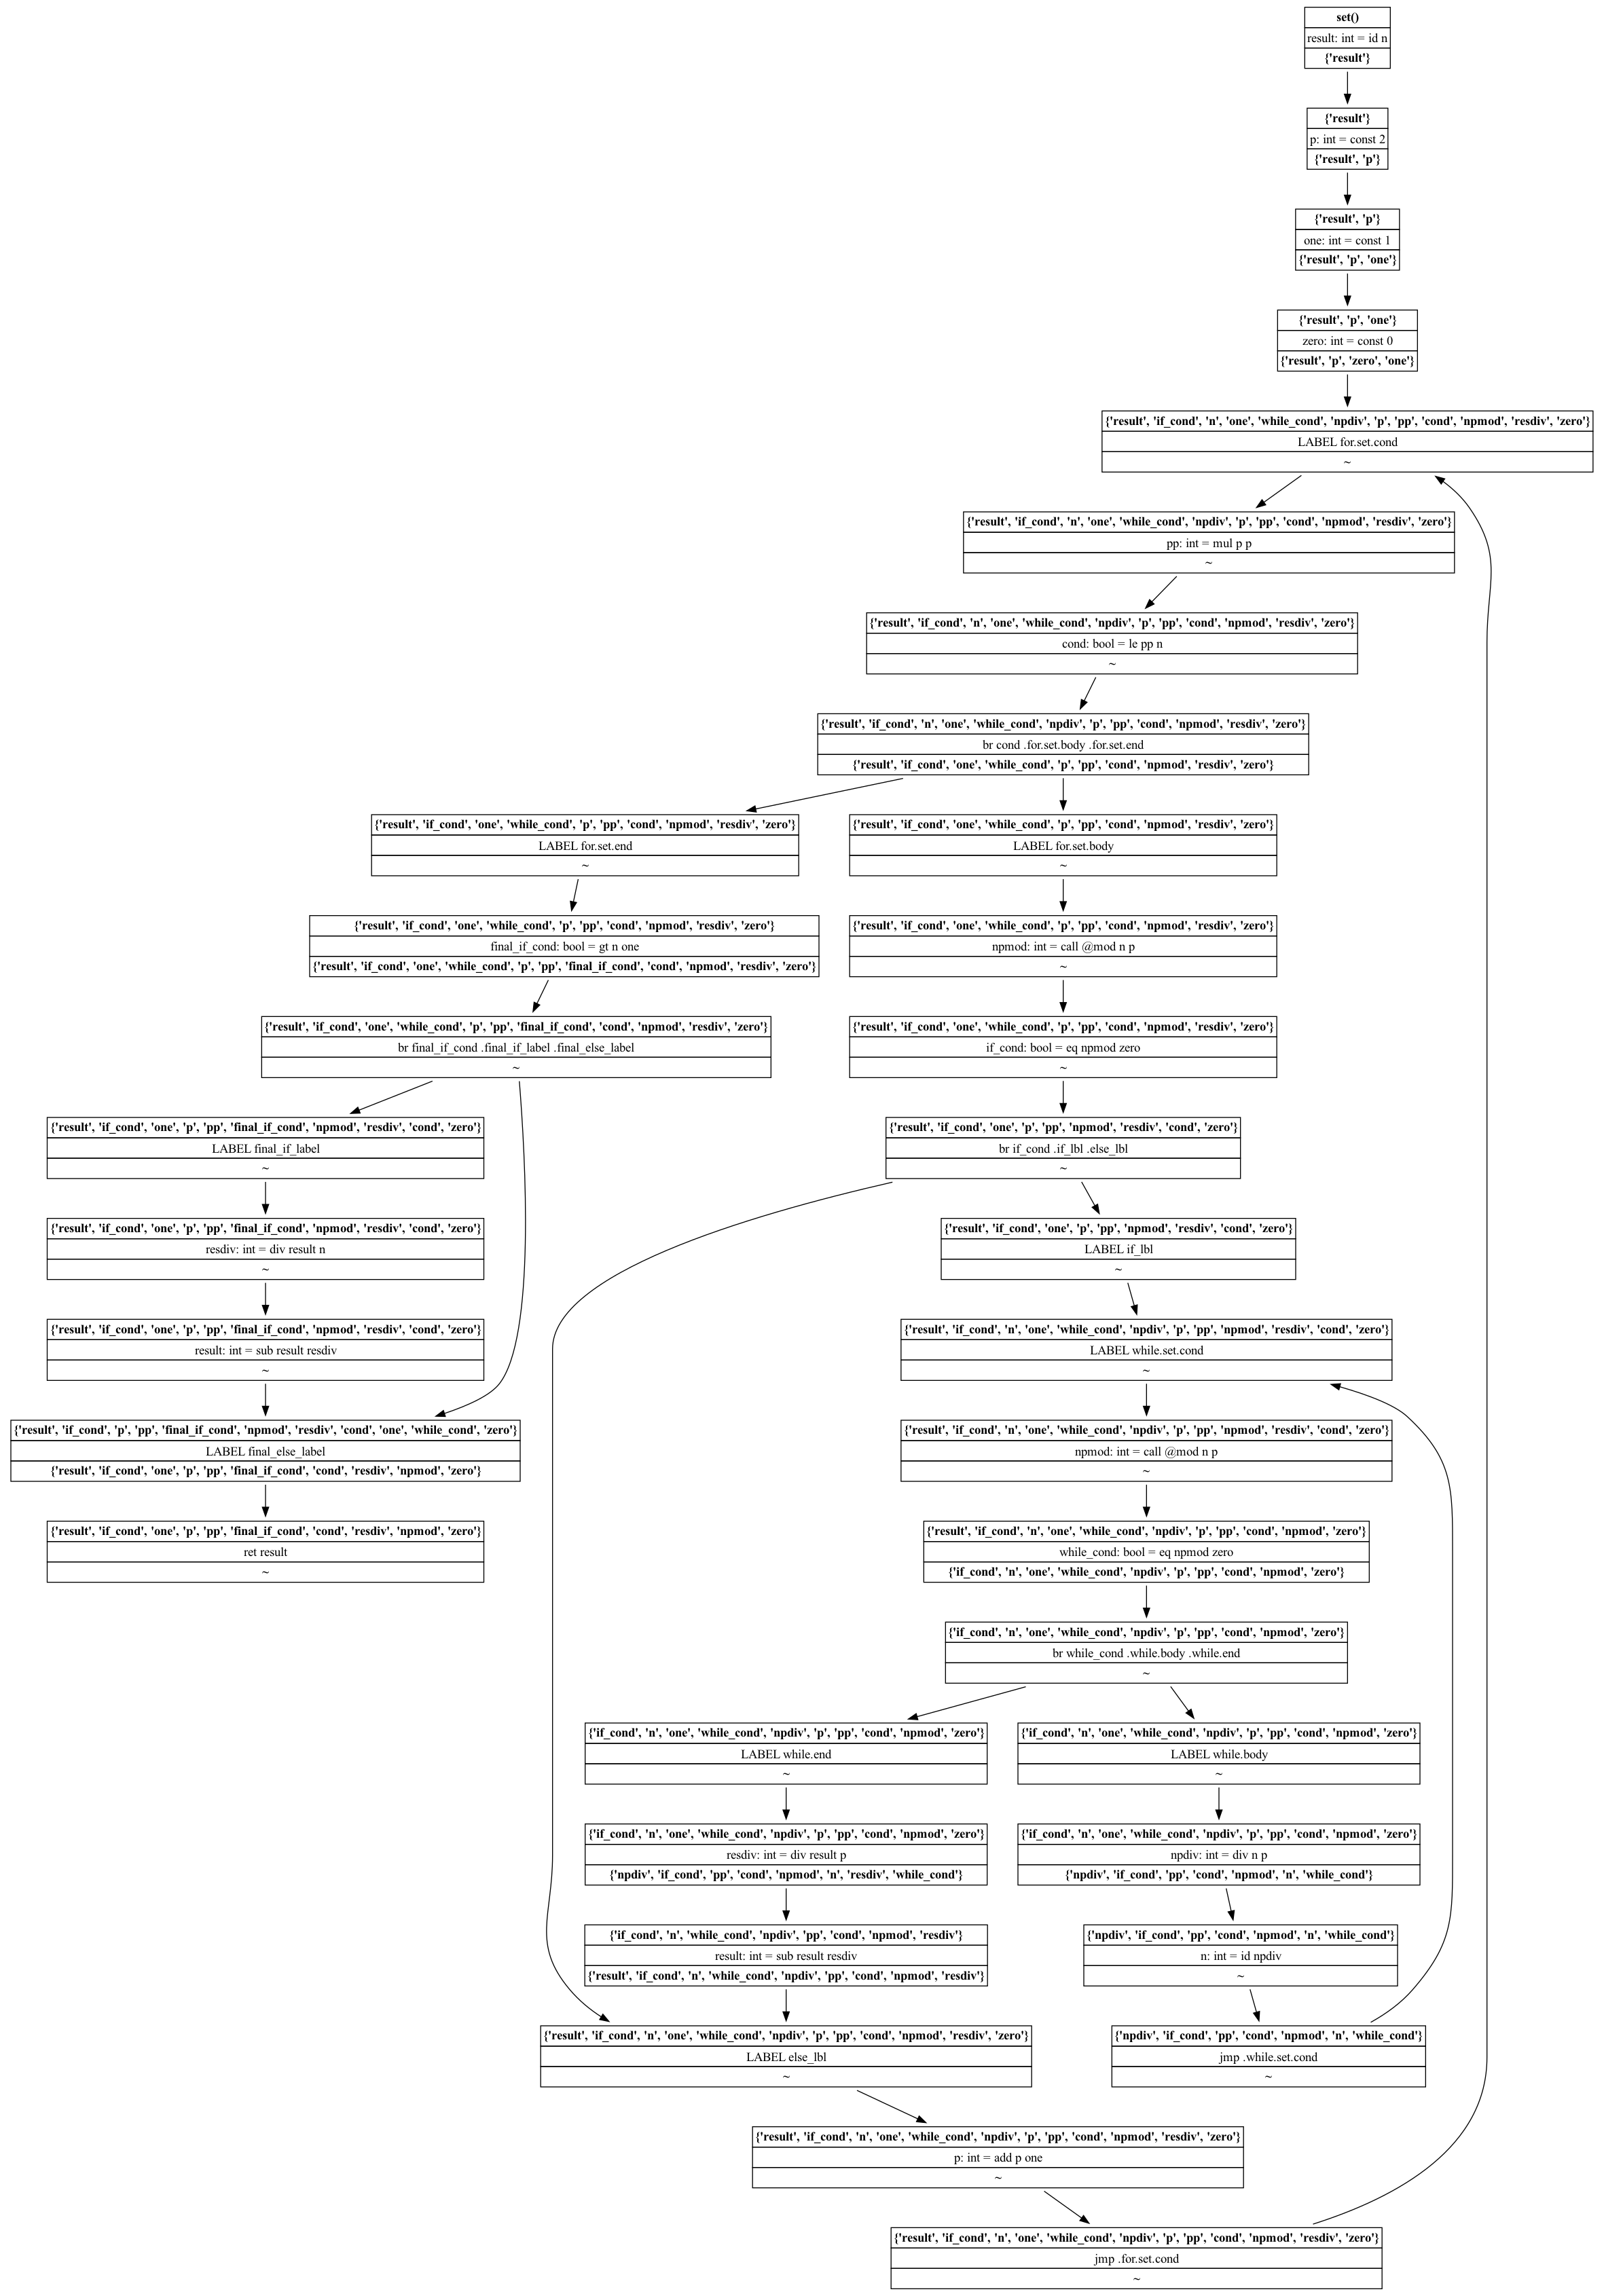 set()
result: int = id n
{'result'}
{'result'}
p: int = const 2
{'result', 'p'}
{'result', 'p'}
one: int = const 1
{'result', 'p', 'one'}
{'result', 'p', 'one'}
zero: int = const 0
{'result', 'p', 'zero', 'one'}
{'result', 'if_cond', 'n', 'one', 'while_cond', 'npdiv', 'p', 'pp', 'cond', 'npmod', 'resdiv', 'zero'}
LABEL for.set.cond
~
{'result', 'if_cond', 'n', 'one', 'while_cond', 'npdiv', 'p', 'pp', 'cond', 'npmod', 'resdiv', 'zero'}
pp: int = mul p p
~
{'result', 'if_cond', 'n', 'one', 'while_cond', 'npdiv', 'p', 'pp', 'cond', 'npmod', 'resdiv', 'zero'}
cond: bool = le pp n
~
{'result', 'if_cond', 'n', 'one', 'while_cond', 'npdiv', 'p', 'pp', 'cond', 'npmod', 'resdiv', 'zero'}
br cond .for.set.body .for.set.end
{'result', 'if_cond', 'one', 'while_cond', 'p', 'pp', 'cond', 'npmod', 'resdiv', 'zero'}
{'result', 'if_cond', 'one', 'while_cond', 'p', 'pp', 'cond', 'npmod', 'resdiv', 'zero'}
LABEL for.set.end
~
{'result', 'if_cond', 'one', 'while_cond', 'p', 'pp', 'cond', 'npmod', 'resdiv', 'zero'}
LABEL for.set.body
~
{'result', 'if_cond', 'one', 'while_cond', 'p', 'pp', 'cond', 'npmod', 'resdiv', 'zero'}
final_if_cond: bool = gt n one
{'result', 'if_cond', 'one', 'while_cond', 'p', 'pp', 'final_if_cond', 'cond', 'npmod', 'resdiv', 'zero'}
{'result', 'if_cond', 'one', 'while_cond', 'p', 'pp', 'cond', 'npmod', 'resdiv', 'zero'}
npmod: int = call @mod n p
~
{'result', 'if_cond', 'one', 'while_cond', 'p', 'pp', 'final_if_cond', 'cond', 'npmod', 'resdiv', 'zero'}
br final_if_cond .final_if_label .final_else_label
~
{'result', 'if_cond', 'one', 'while_cond', 'p', 'pp', 'cond', 'npmod', 'resdiv', 'zero'}
if_cond: bool = eq npmod zero
~
{'result', 'if_cond', 'one', 'p', 'pp', 'final_if_cond', 'npmod', 'resdiv', 'cond', 'zero'}
LABEL final_if_label
~
{'result', 'if_cond', 'one', 'p', 'pp', 'npmod', 'resdiv', 'cond', 'zero'}
br if_cond .if_lbl .else_lbl
~
{'result', 'if_cond', 'one', 'p', 'pp', 'final_if_cond', 'npmod', 'resdiv', 'cond', 'zero'}
resdiv: int = div result n
~
{'result', 'if_cond', 'one', 'p', 'pp', 'npmod', 'resdiv', 'cond', 'zero'}
LABEL if_lbl
~
{'result', 'if_cond', 'one', 'p', 'pp', 'final_if_cond', 'npmod', 'resdiv', 'cond', 'zero'}
result: int = sub result resdiv
~
{'result', 'if_cond', 'n', 'one', 'while_cond', 'npdiv', 'p', 'pp', 'npmod', 'resdiv', 'cond', 'zero'}
LABEL while.set.cond
~
{'result', 'if_cond', 'p', 'pp', 'final_if_cond', 'npmod', 'resdiv', 'cond', 'one', 'while_cond', 'zero'}
LABEL final_else_label
{'result', 'if_cond', 'one', 'p', 'pp', 'final_if_cond', 'cond', 'resdiv', 'npmod', 'zero'}
{'result', 'if_cond', 'n', 'one', 'while_cond', 'npdiv', 'p', 'pp', 'npmod', 'resdiv', 'cond', 'zero'}
npmod: int = call @mod n p
~
{'result', 'if_cond', 'one', 'p', 'pp', 'final_if_cond', 'cond', 'resdiv', 'npmod', 'zero'}
ret result
~
{'result', 'if_cond', 'n', 'one', 'while_cond', 'npdiv', 'p', 'pp', 'cond', 'npmod', 'zero'}
while_cond: bool = eq npmod zero
{'if_cond', 'n', 'one', 'while_cond', 'npdiv', 'p', 'pp', 'cond', 'npmod', 'zero'}
{'if_cond', 'n', 'one', 'while_cond', 'npdiv', 'p', 'pp', 'cond', 'npmod', 'zero'}
br while_cond .while.body .while.end
~
{'if_cond', 'n', 'one', 'while_cond', 'npdiv', 'p', 'pp', 'cond', 'npmod', 'zero'}
LABEL while.end
~
{'if_cond', 'n', 'one', 'while_cond', 'npdiv', 'p', 'pp', 'cond', 'npmod', 'zero'}
LABEL while.body
~
{'if_cond', 'n', 'one', 'while_cond', 'npdiv', 'p', 'pp', 'cond', 'npmod', 'zero'}
resdiv: int = div result p
{'npdiv', 'if_cond', 'pp', 'cond', 'npmod', 'n', 'resdiv', 'while_cond'}
{'if_cond', 'n', 'one', 'while_cond', 'npdiv', 'p', 'pp', 'cond', 'npmod', 'zero'}
npdiv: int = div n p
{'npdiv', 'if_cond', 'pp', 'cond', 'npmod', 'n', 'while_cond'}
{'if_cond', 'n', 'while_cond', 'npdiv', 'pp', 'cond', 'npmod', 'resdiv'}
result: int = sub result resdiv
{'result', 'if_cond', 'n', 'while_cond', 'npdiv', 'pp', 'cond', 'npmod', 'resdiv'}
{'npdiv', 'if_cond', 'pp', 'cond', 'npmod', 'n', 'while_cond'}
n: int = id npdiv
~
{'result', 'if_cond', 'n', 'one', 'while_cond', 'npdiv', 'p', 'pp', 'cond', 'npmod', 'resdiv', 'zero'}
LABEL else_lbl
~
{'npdiv', 'if_cond', 'pp', 'cond', 'npmod', 'n', 'while_cond'}
jmp .while.set.cond
~
{'result', 'if_cond', 'n', 'one', 'while_cond', 'npdiv', 'p', 'pp', 'cond', 'npmod', 'resdiv', 'zero'}
p: int = add p one
~
{'result', 'if_cond', 'n', 'one', 'while_cond', 'npdiv', 'p', 'pp', 'cond', 'npmod', 'resdiv', 'zero'}
jmp .for.set.cond
~